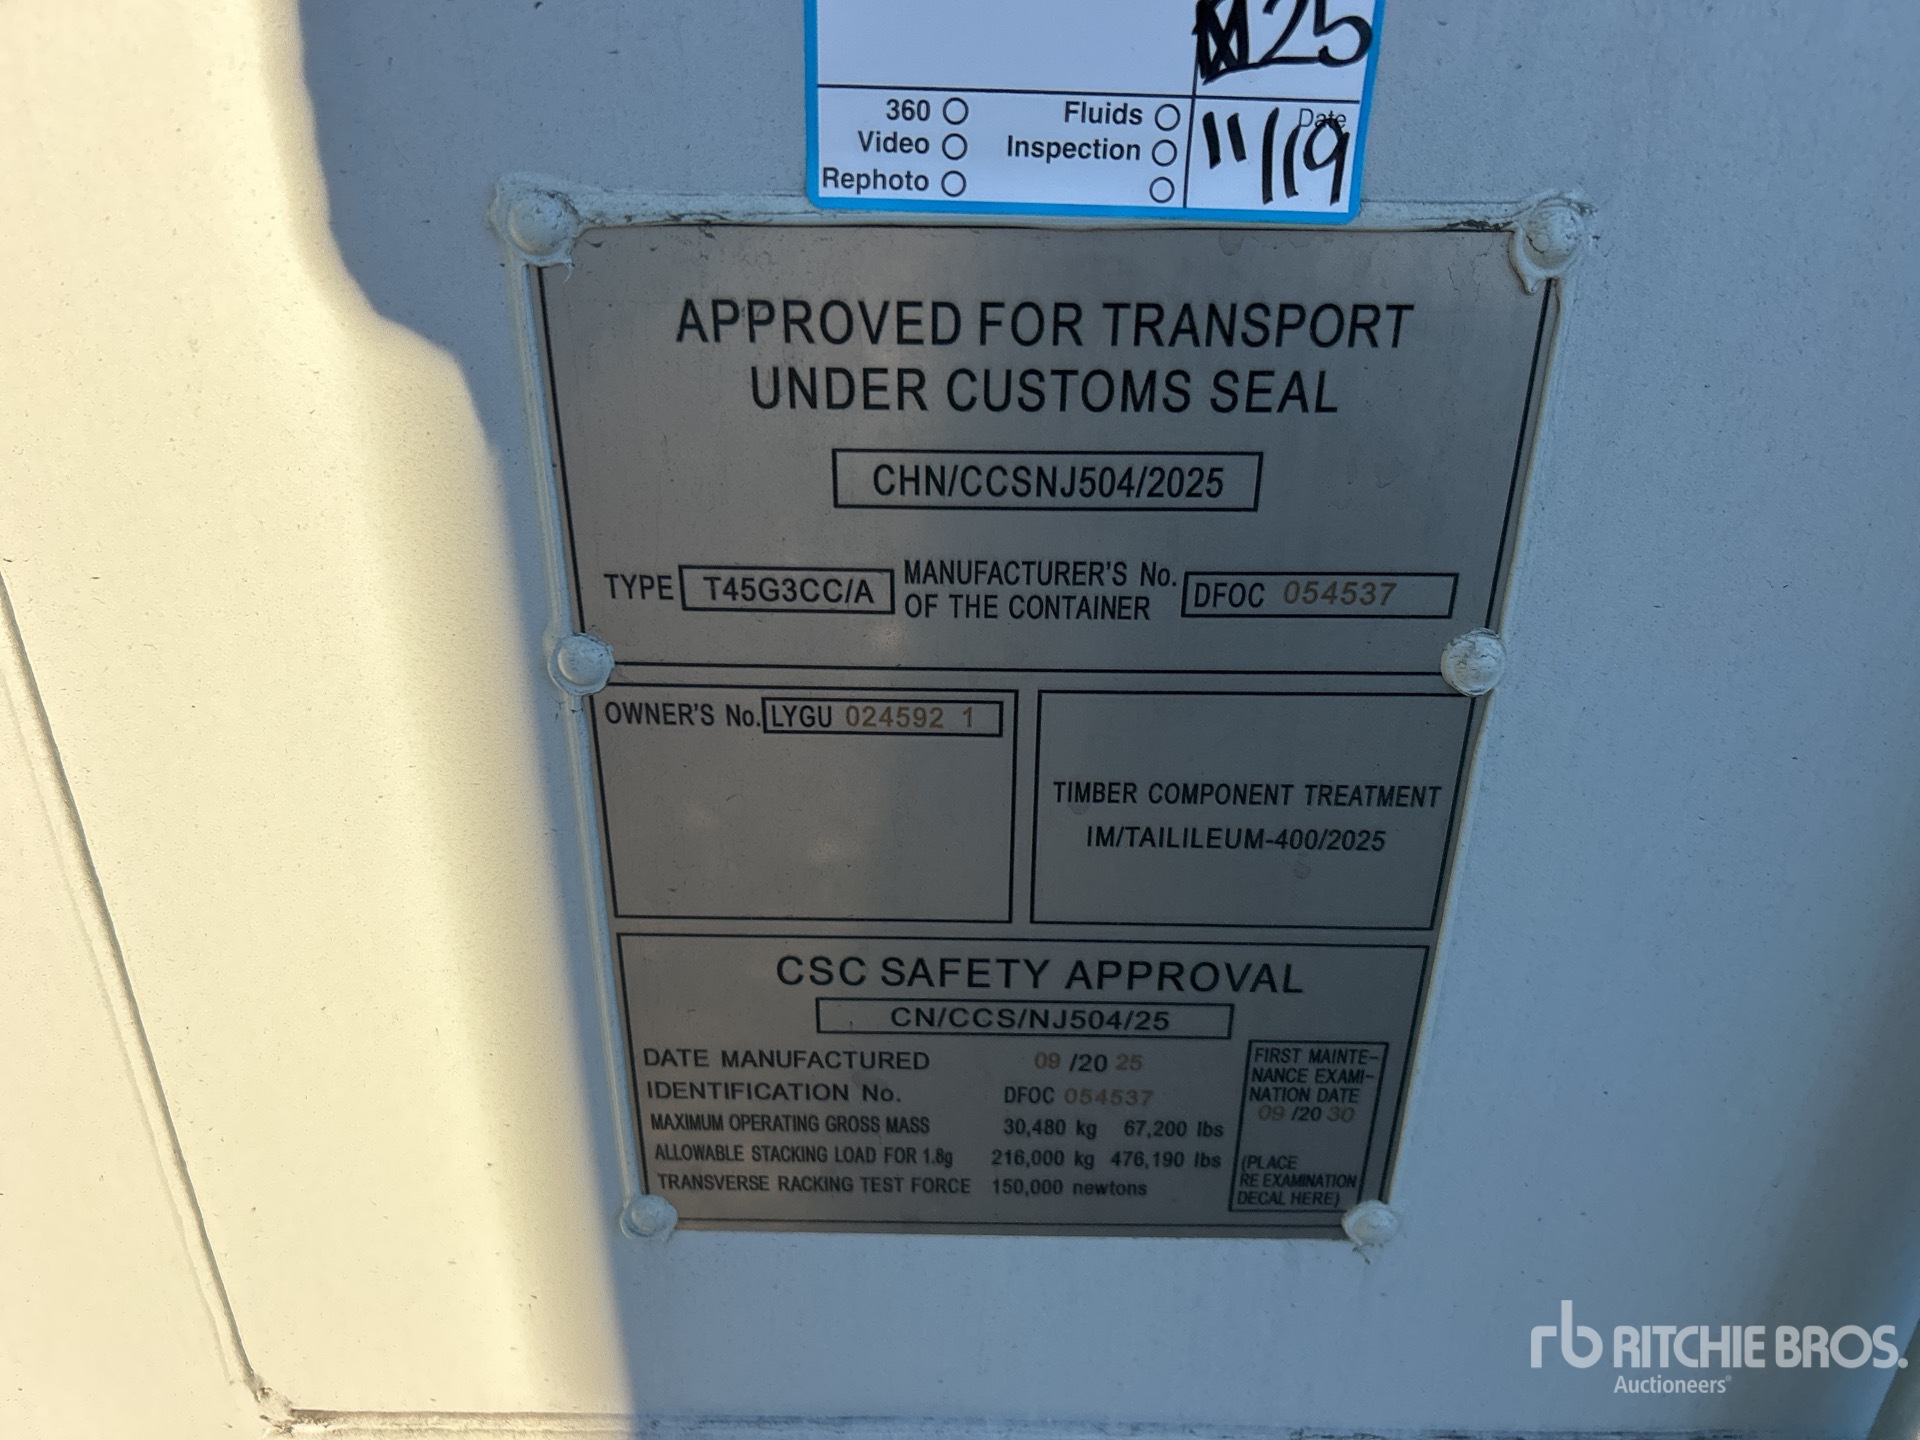 25
360 Fluids Date
Video Inspection 11/19
Rephoto
APPROVED FOR TRANSPORT
UNDER CUSTOMS SEAL
CHN/CCSNJ504/2025
TYPE T45G3CC/A MANUFACTURER'S No. OF THE CONTAINER DFOC 054537
OWNER'S No. LYGU 024592 1
TIMBER COMPONENT TREATMENT
IM/TAILILEUM-400/2025
CSC SAFETY APPROVAL
CN/CCS/NJ504/25
DATE MANUFACTURED 09 /20 25
IDENTIFICATION No. DFOC 054537
MAXIMUM OPERATING GROSS MASS 30,480 kg 67,200 lbs
ALLOWABLE STACKING LOAD FOR 1.8g 216,000 kg 476,190 lbs
TRANSVERSE RACKING TEST FORCE 150,000 newtons
FIRST MAINTE-
NANCE EXAMI-
NATION DATE
09 /20 30
(PLACE
RE EXAMINATION
DECAL HERE)
rb RITCHIE BROS.
Auctioneers